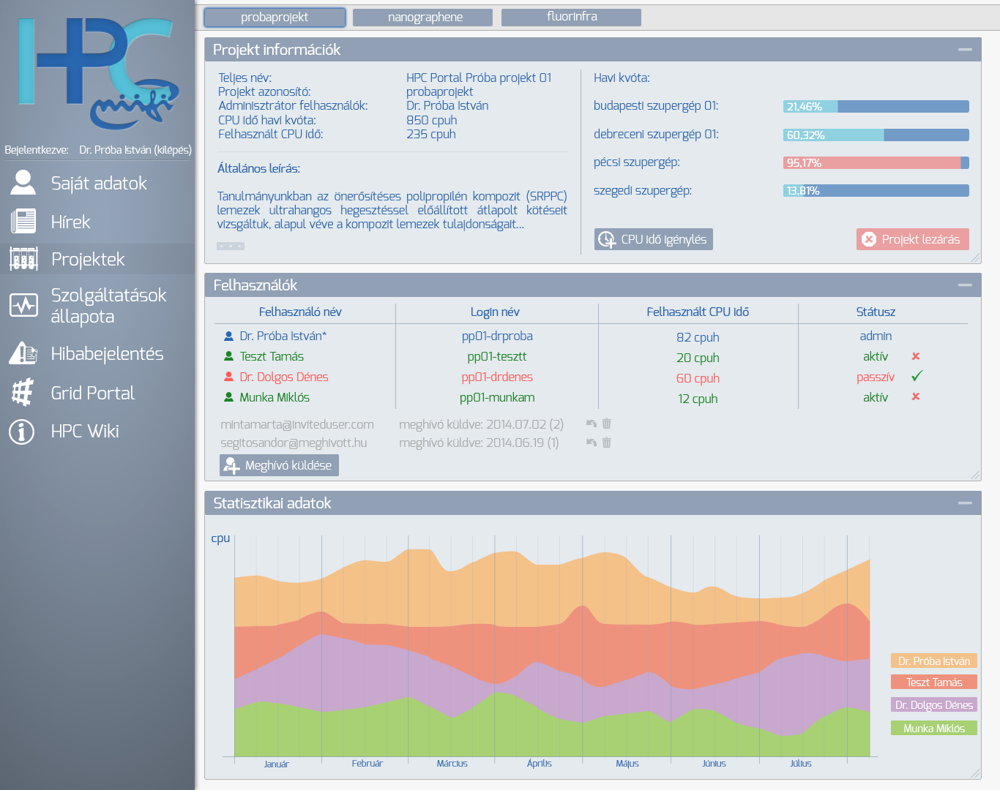 HPC
mini
probaprojekt nanographene fluorinfra
Bejelentkezve: Dr. Próba István (kilépés)
Saját adatok
Hírek
Projektek
Szolgáltatások
állapota
Hibabejelentés
Grid Portal
HPC Wiki
Projekt információk
Teljes név: HPC Portal Próba projekt 01
Projekt azonosító: probaprojekt
Adminisztrátor felhasználók: Dr. Próba István
CPU idő havi kvóta: 850 cpuh
Felhasznált CPU idő: 235 cpuh
Általános leírás:
Tanulmányunkban az önerősítéses polipropilén kompozit (SRPPC)
lemezek ultrahangos hegesztéssel előállított átlapolt kötéseit
vizsgáltuk, alapul véve a kompozit lemezek tulajdonságait...
Havi kvóta:
budapesti szupergép 01: 21,46%
debreceni szupergép 01: 60,32%
pécsi szupergép: 95,17%
szegedi szupergép: 13,81%
CPU idő igénylés Projekt lezárás
Felhasználók
Felhasználó név Login név Felhasznált CPU idő Státusz
Dr. Próba István* pp01-drproba 82 cpuh admin
Teszt Tamás pp01-tesztt 20 cpuh aktív
Dr. Dolgos Dénes pp01-drdenes 60 cpuh passzív
Munka Miklós pp01-munkam 12 cpuh aktív
mintamarta@inviteduser.com meghívó küldve: 2014.07.02 (2)
segitosandor@meghivott.hu meghívó küldve: 2014.06.19 (1)
Meghívó küldése
Statisztikai adatok
cpu
Január Február Március Április Május Június Július
Dr. Próba István
Teszt Tamás
Dr. Dolgos Dénes
Munka Miklós